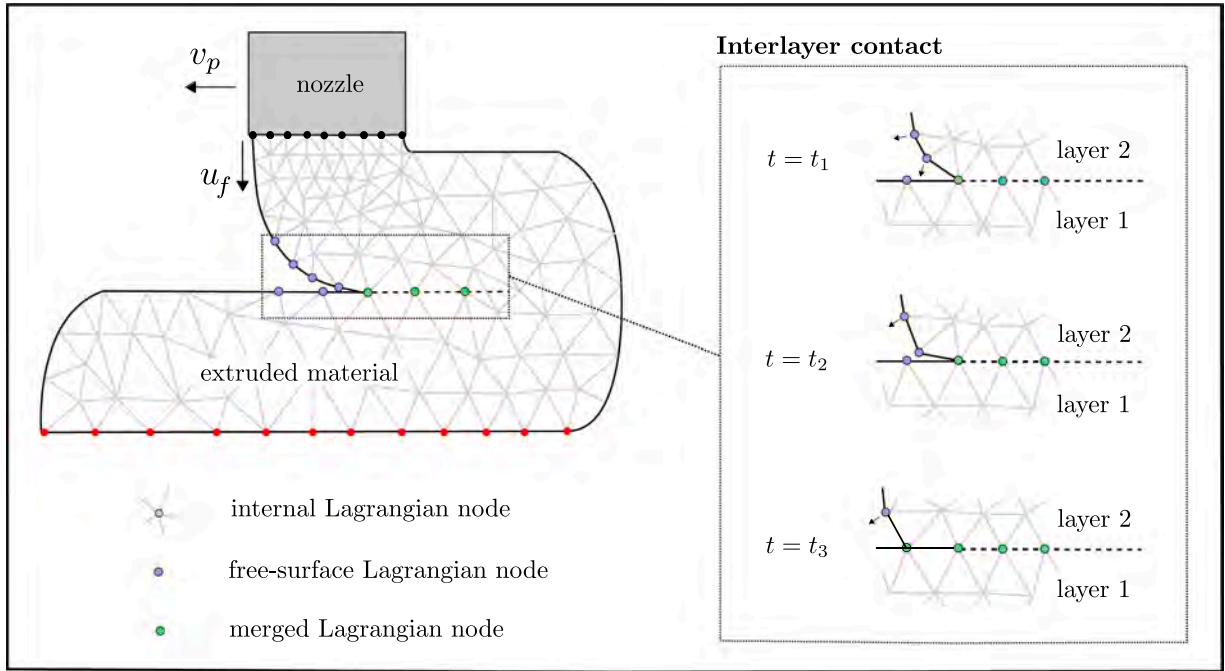 v_p
nozzle
u_f
extruded material
internal Lagrangian node
free-surface Lagrangian node
merged Lagrangian node
Interlayer contact
t = t_1
layer 2
layer 1
t = t_2
layer 2
layer 1
t = t_3
layer 2
layer 1